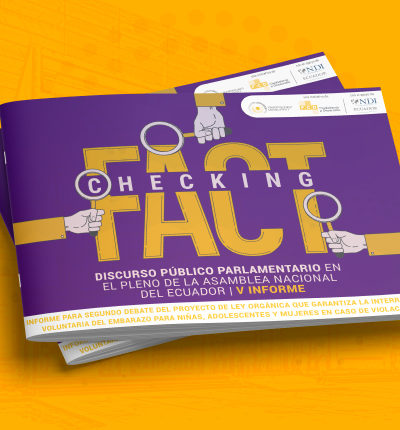 NDI
ECUADOR
FACT
CHECKING
FACT
DISCURSO PÚBLICO PARLAMENTARIO EN
EL PLENO DE LA ASAMBLEA NACIONAL
DEL ECUADOR | V INFORME
INFORME PARA SEGUNDO DEBATE DEL PROYECTO DE LEY ORGÁNICA QUE GARANTIZA LA INTERR
VOLUNTARIA DEL EMBARAZO PARA NIÑAS, ADOLESCENTES Y MUJERES EN CASO DE VIOLAC